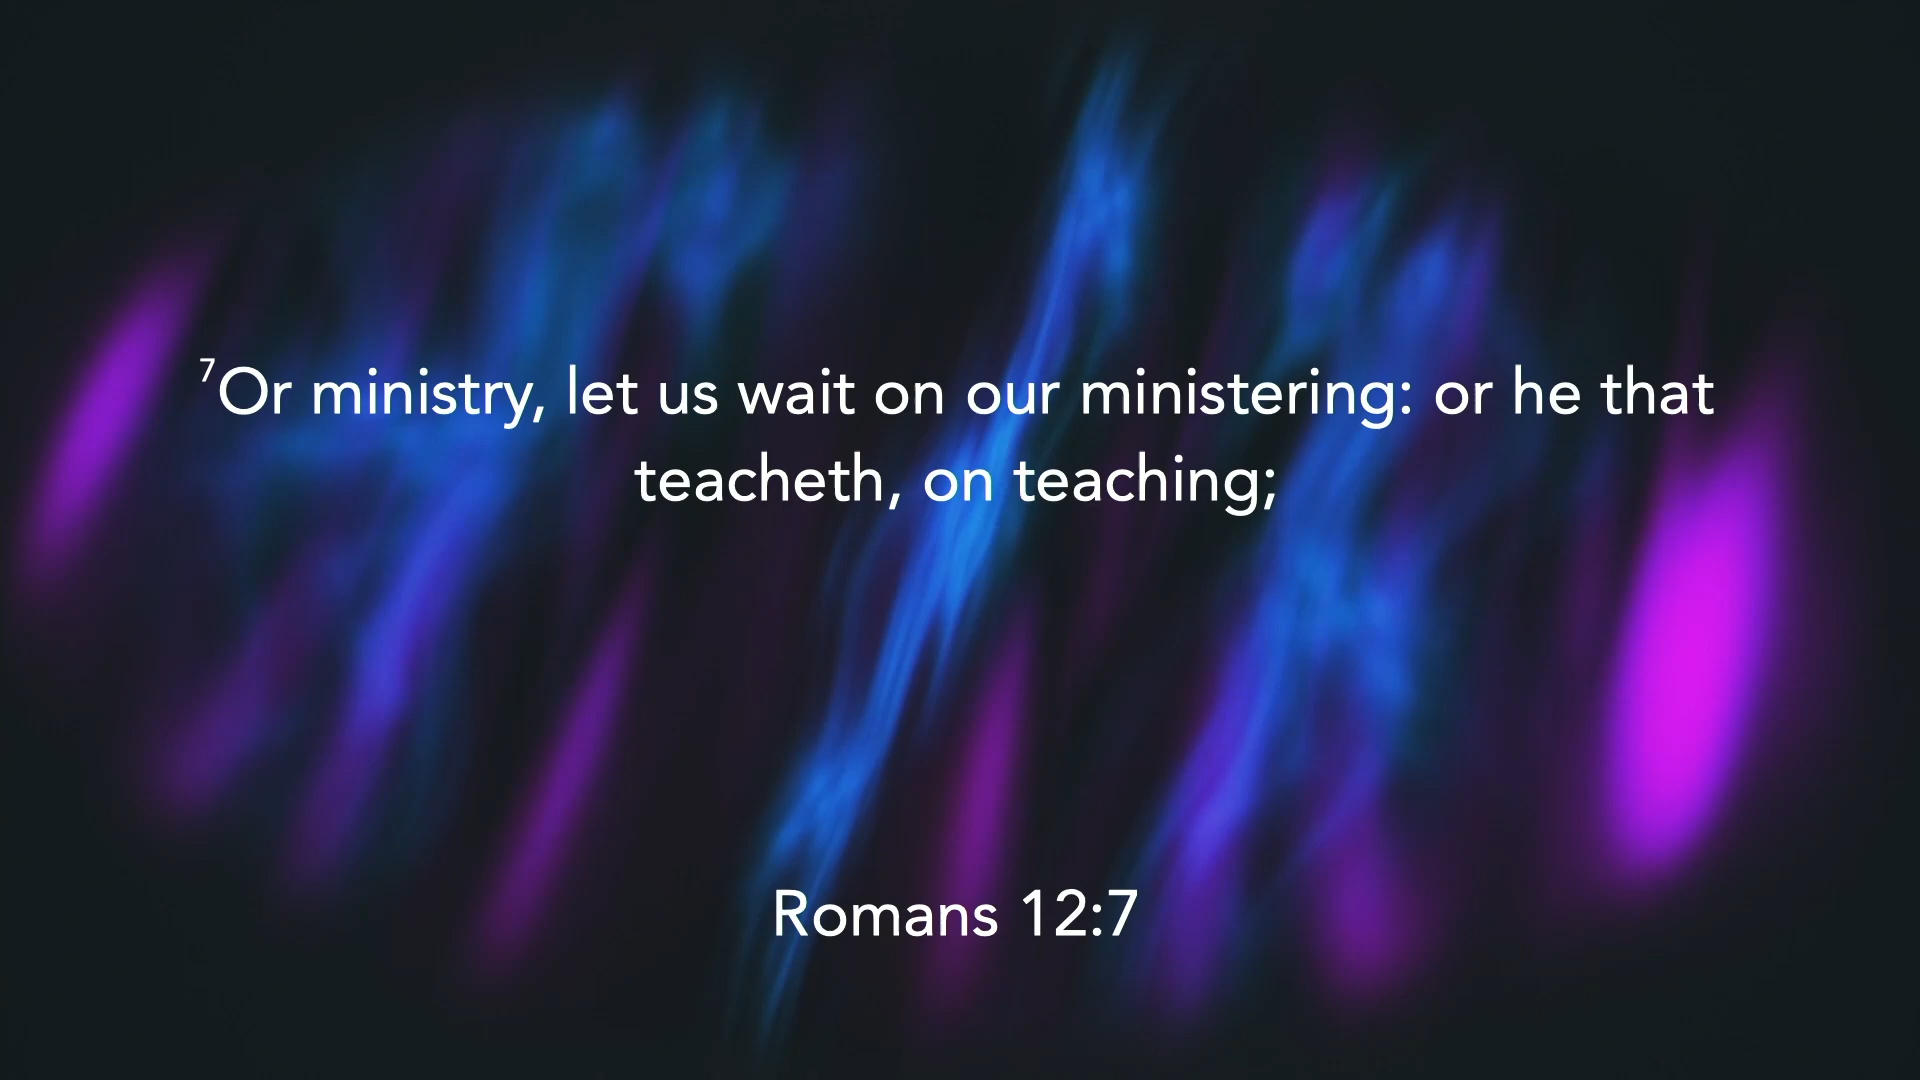 ⁷Or ministry, let us wait on our ministering: or he that
teacheth, on teaching;
Romans 12:7